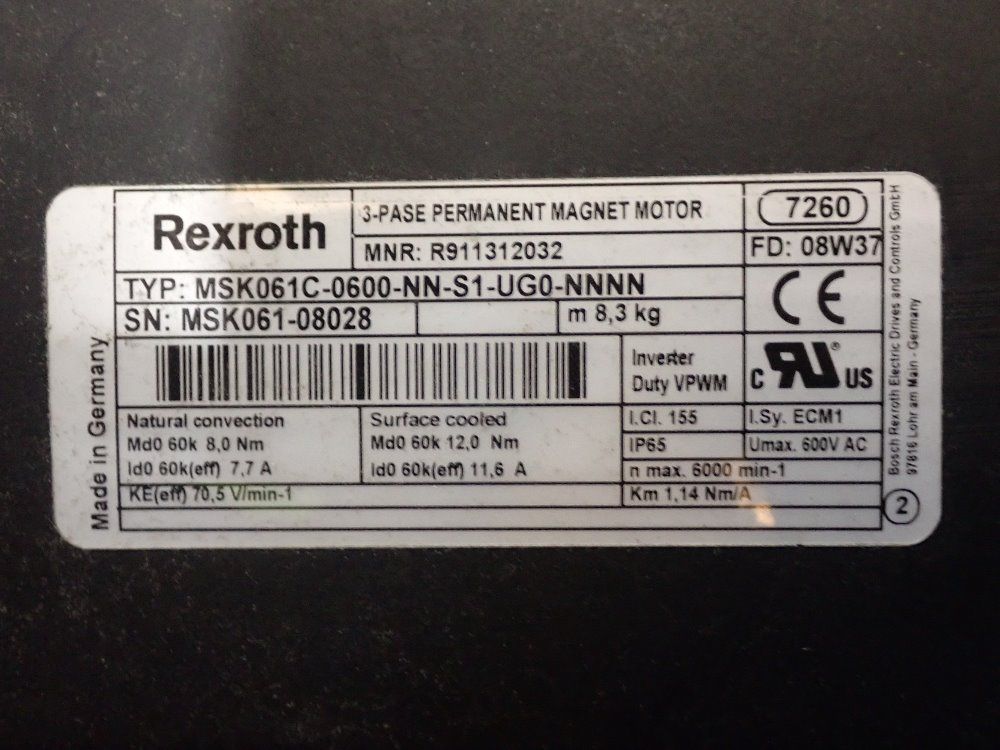 Rexroth
3-PASE PERMANENT MAGNET MOTOR
7260
MNR: R911312032
FD: 08W37
TYP: MSK061C-0600-NN-S1-UG0-NNNN
SN: MSK061-08028
m 8,3 kg
CE
Inverter
Duty VPWM
C RU US
Natural convection
Md0 60k 8,0 Nm
Id0 60k(eff) 7,7 A
Surface cooled
Md0 60k 12,0 Nm
Id0 60k(eff) 11,6 A
I.Cl. 155
I.Sy. ECM1
IP65
Umax. 600V AC
n max. 6000 min-1
KE(eff) 70,5 V/min-1
Km 1,14 Nm/A
2
Made in Germany
Bosch Rexroth Electric Drives and Controls GmbH
97816 Lohr am Main - Germany